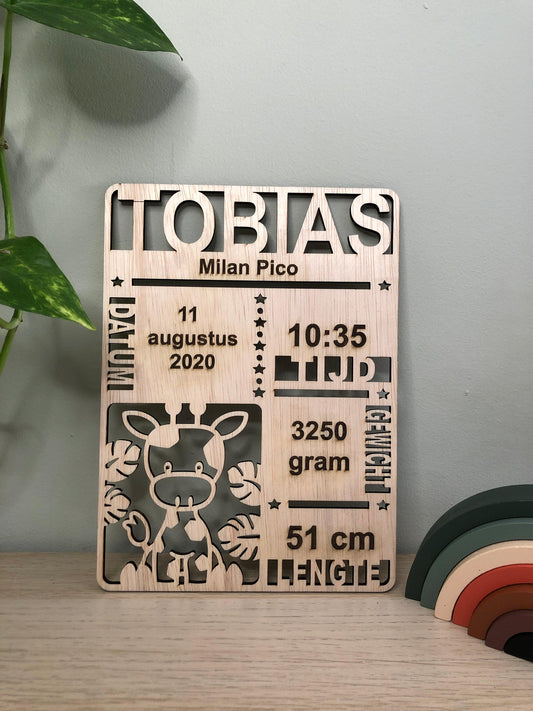 TOBIAS
Milan Pico
DATUM
11
augustus
2020
10:35
TIJD
3250
gram
GEWICHT
51 cm
LENGTE